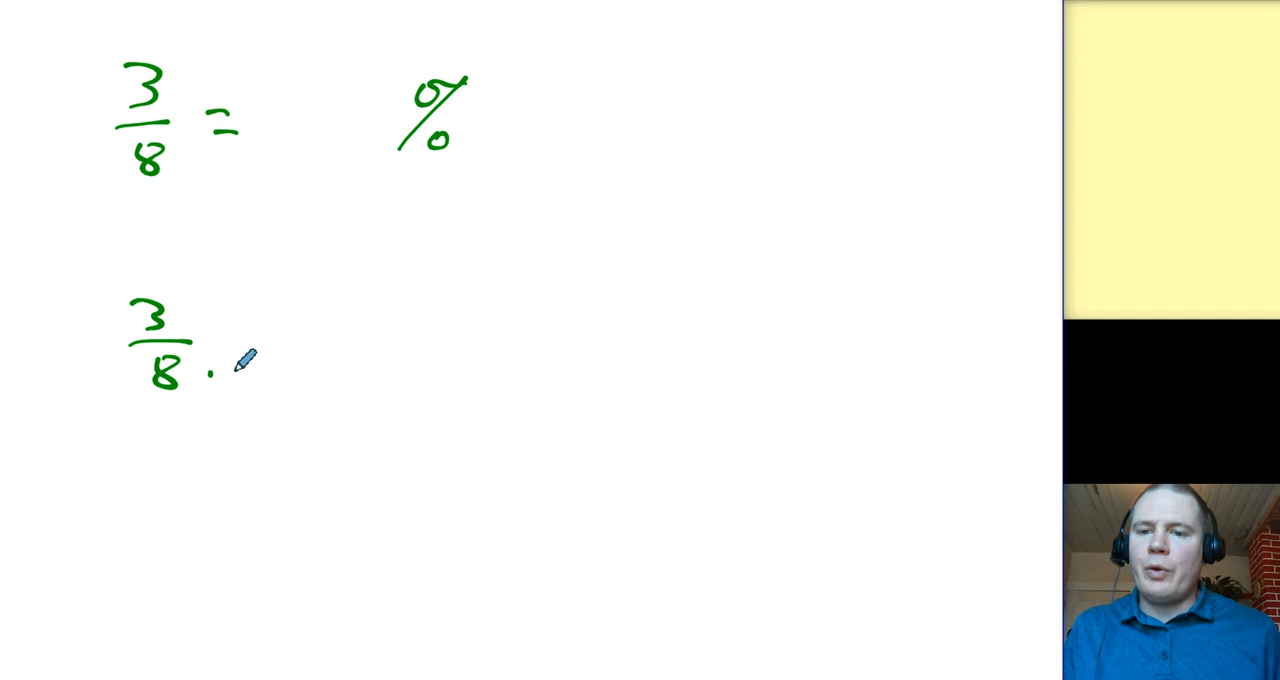 3/8 = %
3/8 ·